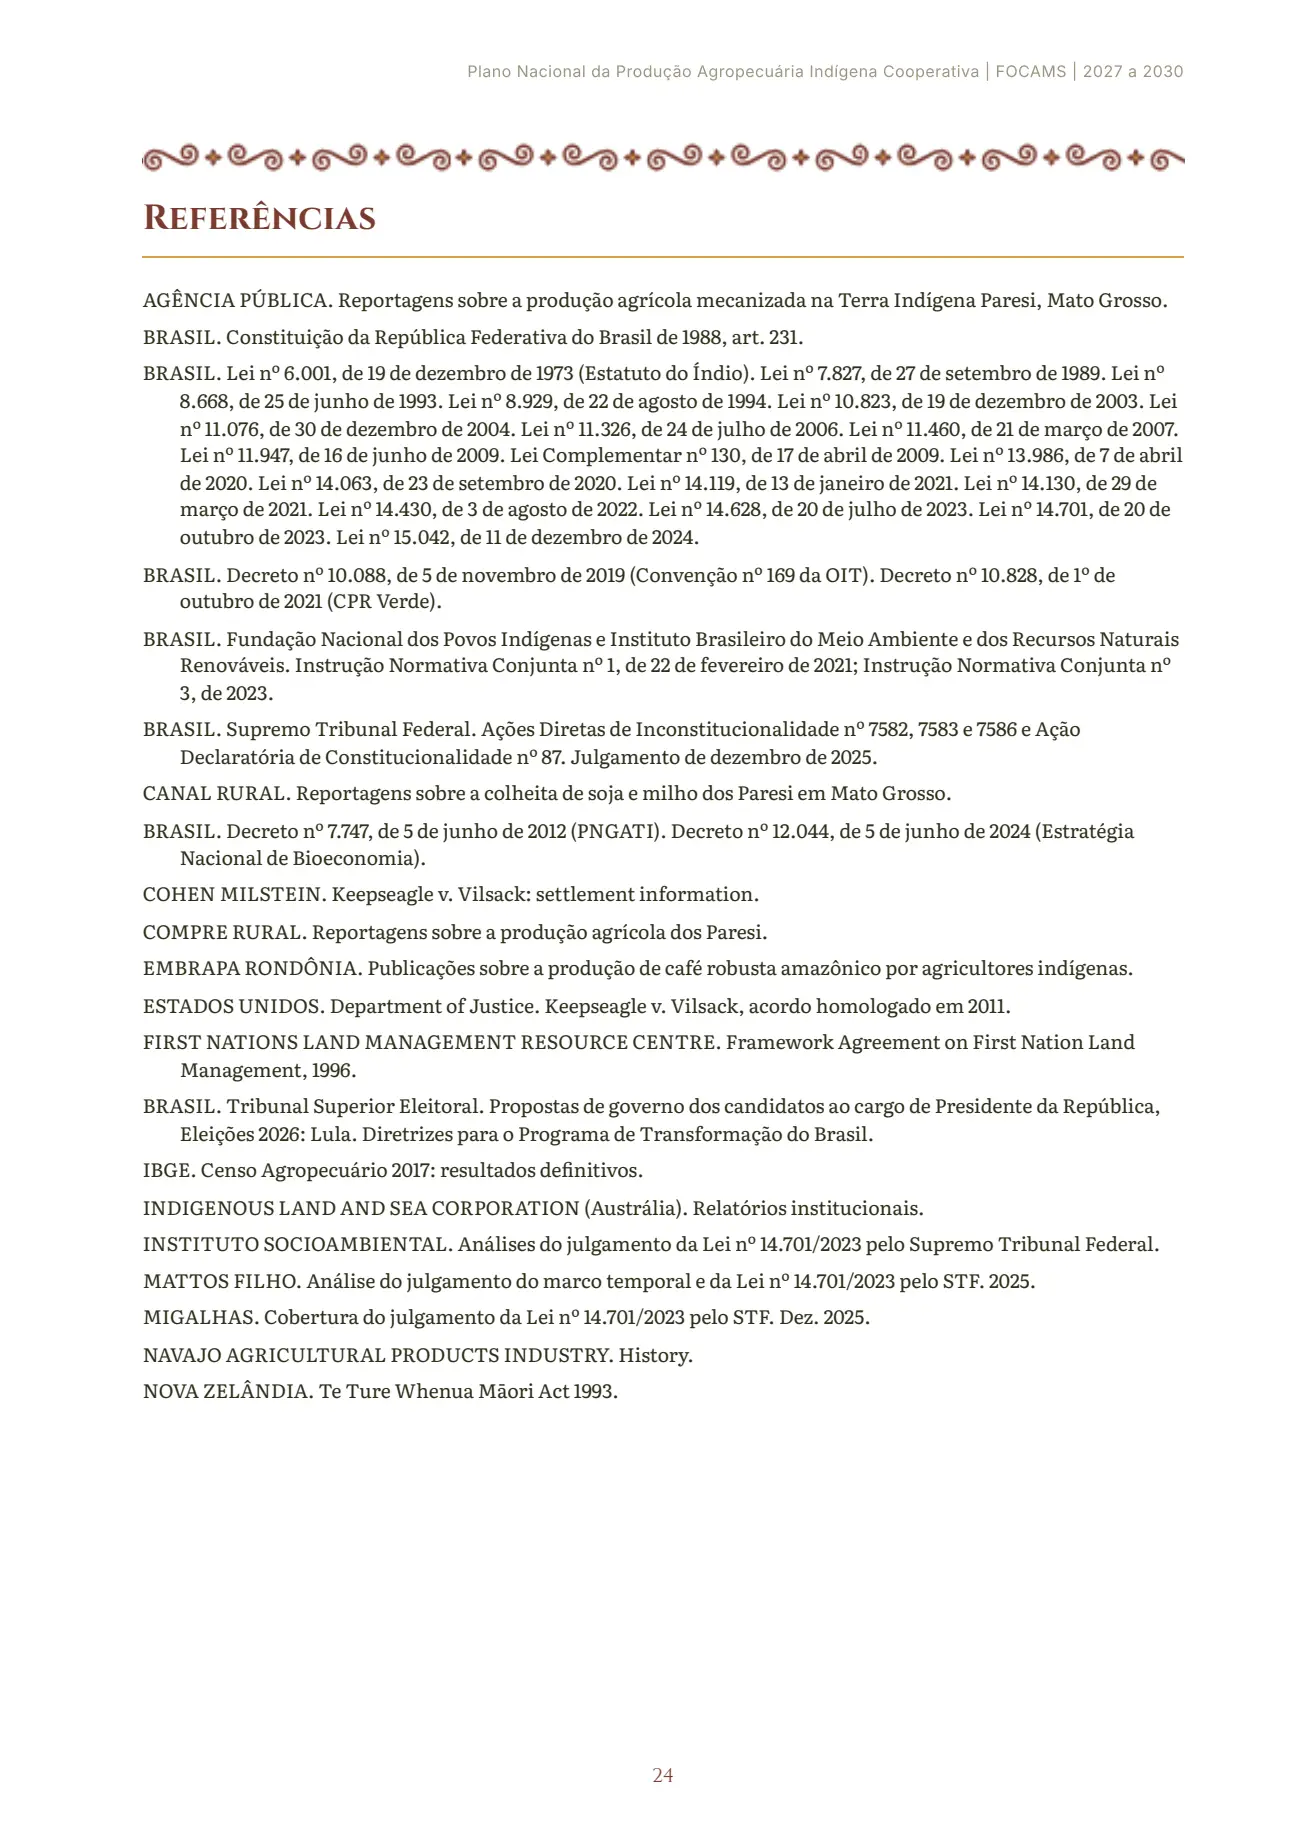 Plano Nacional da Produção Agropecuária Indígena Cooperativa | FOCAMS | 2027 a 2030
Referências
AGÊNCIA PÚBLICA. Reportagens sobre a produção agrícola mecanizada na Terra Indígena Paresi, Mato Grosso.
BRASIL. Constituição da República Federativa do Brasil de 1988, art. 231.
BRASIL. Lei nº 6.001, de 19 de dezembro de 1973 (Estatuto do Índio). Lei nº 7.827, de 27 de setembro de 1989. Lei nº
8.668, de 25 de junho de 1993. Lei nº 8.929, de 22 de agosto de 1994. Lei nº 10.823, de 19 de dezembro de 2003. Lei
nº 11.076, de 30 de dezembro de 2004. Lei nº 11.326, de 24 de julho de 2006. Lei nº 11.460, de 21 de março de 2007.
Lei nº 11.947, de 16 de junho de 2009. Lei Complementar nº 130, de 17 de abril de 2009. Lei nº 13.986, de 7 de abril
de 2020. Lei nº 14.063, de 23 de setembro de 2020. Lei nº 14.119, de 13 de janeiro de 2021. Lei nº 14.130, de 29 de
março de 2021. Lei nº 14.430, de 3 de agosto de 2022. Lei nº 14.628, de 20 de julho de 2023. Lei nº 14.701, de 20 de
outubro de 2023. Lei nº 15.042, de 11 de dezembro de 2024.
BRASIL. Decreto nº 10.088, de 5 de novembro de 2019 (Convenção nº 169 da OIT). Decreto nº 10.828, de 1º de
outubro de 2021 (CPR Verde).
BRASIL. Fundação Nacional dos Povos Indígenas e Instituto Brasileiro do Meio Ambiente e dos Recursos Naturais
Renováveis. Instrução Normativa Conjunta nº 1, de 22 de fevereiro de 2021; Instrução Normativa Conjunta nº
3, de 2023.
BRASIL. Supremo Tribunal Federal. Ações Diretas de Inconstitucionalidade nº 7582, 7583 e 7586 e Ação
Declaratória de Constitucionalidade nº 87. Julgamento de dezembro de 2025.
CANAL RURAL. Reportagens sobre a colheita de soja e milho dos Paresi em Mato Grosso.
BRASIL. Decreto nº 7.747, de 5 de junho de 2012 (PNGATI). Decreto nº 12.044, de 5 de junho de 2024 (Estratégia
Nacional de Bioeconomia).
COHEN MILSTEIN. Keepseagle v. Vilsack: settlement information.
COMPRE RURAL. Reportagens sobre a produção agrícola dos Paresi.
EMBRAPA RONDÔNIA. Publicações sobre a produção de café robusta amazônico por agricultores indígenas.
ESTADOS UNIDOS. Department of Justice. Keepseagle v. Vilsack, acordo homologado em 2011.
FIRST NATIONS LAND MANAGEMENT RESOURCE CENTRE. Framework Agreement on First Nation Land
Management, 1996.
BRASIL. Tribunal Superior Eleitoral. Propostas de governo dos candidatos ao cargo de Presidente da República,
Eleições 2026: Lula. Diretrizes para o Programa de Transformação do Brasil.
IBGE. Censo Agropecuário 2017: resultados definitivos.
INDIGENOUS LAND AND SEA CORPORATION (Austrália). Relatórios institucionais.
INSTITUTO SOCIOAMBIENTAL. Análises do julgamento da Lei nº 14.701/2023 pelo Supremo Tribunal Federal.
MATTOS FILHO. Análise do julgamento do marco temporal e da Lei nº 14.701/2023 pelo STF. 2025.
MIGALHAS. Cobertura do julgamento da Lei nº 14.701/2023 pelo STF. Dez. 2025.
NAVAJO AGRICULTURAL PRODUCTS INDUSTRY. History.
NOVA ZELÂNDIA. Te Ture Whenua Māori Act 1993.
24